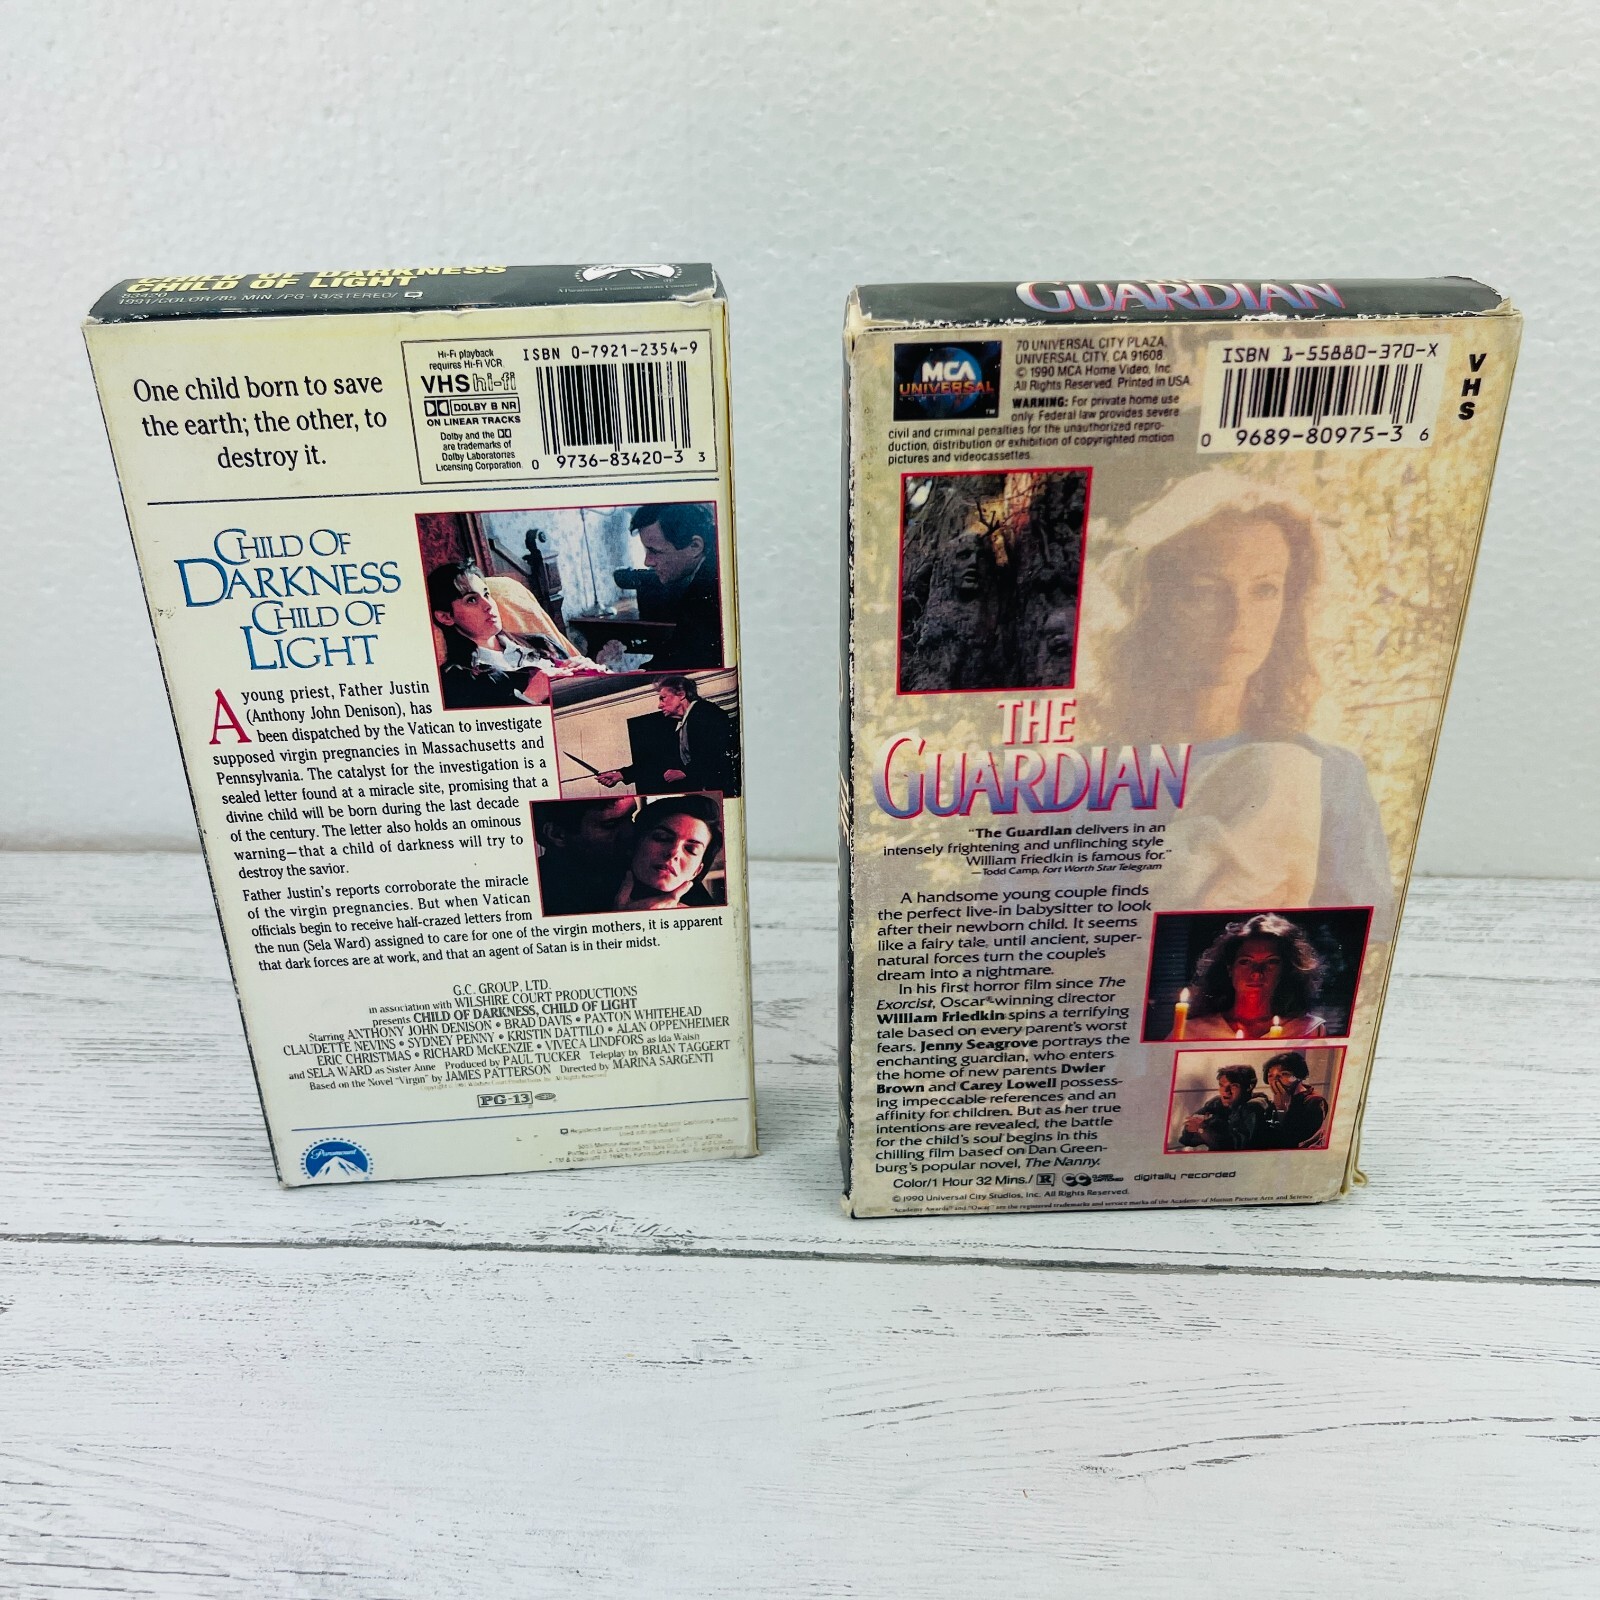 CHILD OF DARKNESS
CHILD OF LIGHT
83420
1991/COLOR/85 MIN./PG-13/STEREO/
One child born to save
the earth; the other, to
destroy it.
Hi-Fi playback
requires Hi-Fi VCR
VHS hi-fi
DOLBY B NR
ON LINEAR TRACKS
Dolby and the
are trademarks of
Dolby Laboratories
Licensing Corporation.
ISBN 0-7921-2354-9
0 9736-83420-3 3
CHILD OF
DARKNESS
CHILD OF
LIGHT
A young priest, Father Justin
(Anthony John Denison), has
been dispatched by the Vatican to investigate
supposed virgin pregnancies in Massachusetts and
Pennsylvania. The catalyst for the investigation is a
sealed letter found at a miracle site, promising that a
divine child will be born during the last decade
of the century. The letter also holds an ominous
warning—that a child of darkness will try to
destroy the savior.
Father Justin's reports corroborate the miracle
of the virgin pregnancies. But when Vatican
officials begin to receive half-crazed letters from
the nun (Sela Ward) assigned to care for one of the virgin mothers, it is apparent
that dark forces are at work, and that an agent of Satan is in their midst.
G.C. GROUP, LTD.
in association with WILSHIRE COURT PRODUCTIONS
presents CHILD OF DARKNESS, CHILD OF LIGHT
Starring ANTHONY JOHN DENISON • BRAD DAVIS • PAXTON WHITEHEAD
CLAUDETTE NEVINS • SYDNEY PENNY • KRISTIN DATTILO • ALAN OPPENHEIMER
ERIC CHRISTMAS • RICHARD McKENZIE • VIVECA LINDFORS as Ida Walsh
and SELA WARD as Sister Anne Produced by PAUL TUCKER Teleplay by BRIAN TAGGERT
Based on the Novel "Virgin" by JAMES PATTERSON Directed by MARINA SARGENTI
PG-13
Paramount
THE
GUARDIAN
MCA
UNIVERSAL
TM
70 UNIVERSAL CITY PLAZA,
UNIVERSAL CITY, CA 91608.
© 1990 MCA Home Video, Inc.
All Rights Reserved. Printed in USA.
WARNING: For private home use
only. Federal law provides severe
civil and criminal penalties for the unauthorized repro-
duction, distribution or exhibition of copyrighted motion
pictures and videocassettes.
ISBN 1-55880-370-X
0 9689-80975-3 6
VHS
THE
GUARDIAN
"The Guardian delivers in an
intensely frightening and unflinching style
William Friedkin is famous for."
—Todd Camp, Fort Worth Star Telegram
A handsome young couple finds
the perfect live-in babysitter to look
after their newborn child. It seems
like a fairy tale, until ancient, super-
natural forces turn the couple's
dream into a nightmare.
In his first horror film since The
Exorcist, Oscar®-winning director
William Friedkin spins a terrifying
tale based on every parent's worst
fears. Jenny Seagrove portrays the
enchanting guardian, who enters
the home of new parents Dwier
Brown and Carey Lowell possess-
ing impeccable references and an
affinity for children. But as her true
intentions are revealed, the battle
for the child's soul begins in this
chilling film based on Dan Green-
burg's popular novel, The Nanny.
Color/1 Hour 32 Mins./ R digitally recorded
© 1990 Universal City Studios, Inc. All Rights Reserved.
"Academy Awards" and "Oscar" are the registered trademarks and service marks of the Academy of Motion Picture Arts and Sciences